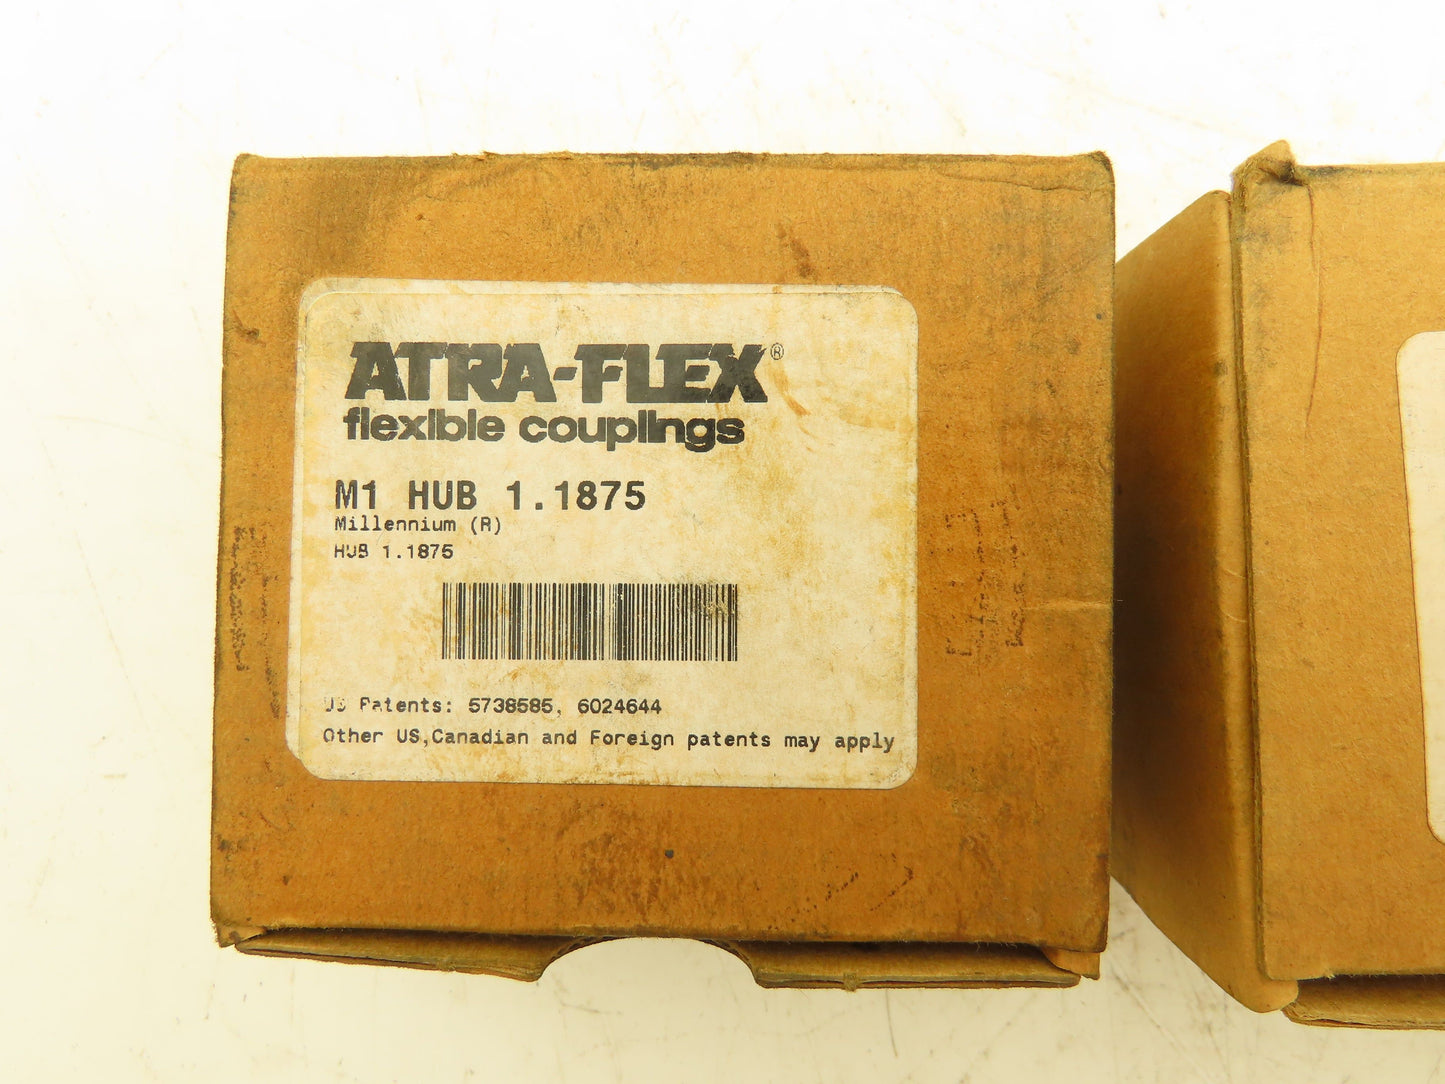 ATRA-FLEX®
flexible couplings
M1 HUB 1.1875
Millennium (R)
HUB 1.1875
US Patents: 5738585, 6024644
Other US,Canadian and Foreign patents may apply